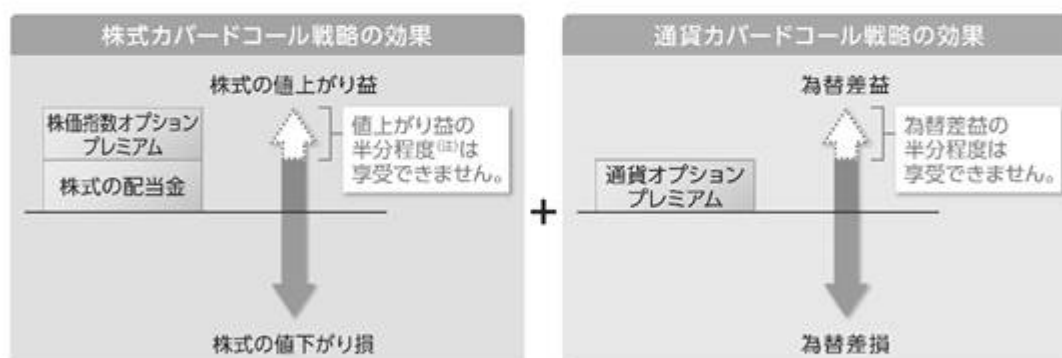 株式カバードコール戦略の効果
株式の値上がり益
株価指数オプション
プレミアム
株式の配当金
値上がり益の
半分程度(注)は
享受できません。
株式の値下がり損
+
通貨カバードコール戦略の効果
為替差益
通貨オプション
プレミアム
為替差益の
半分程度は
享受できません。
為替差損